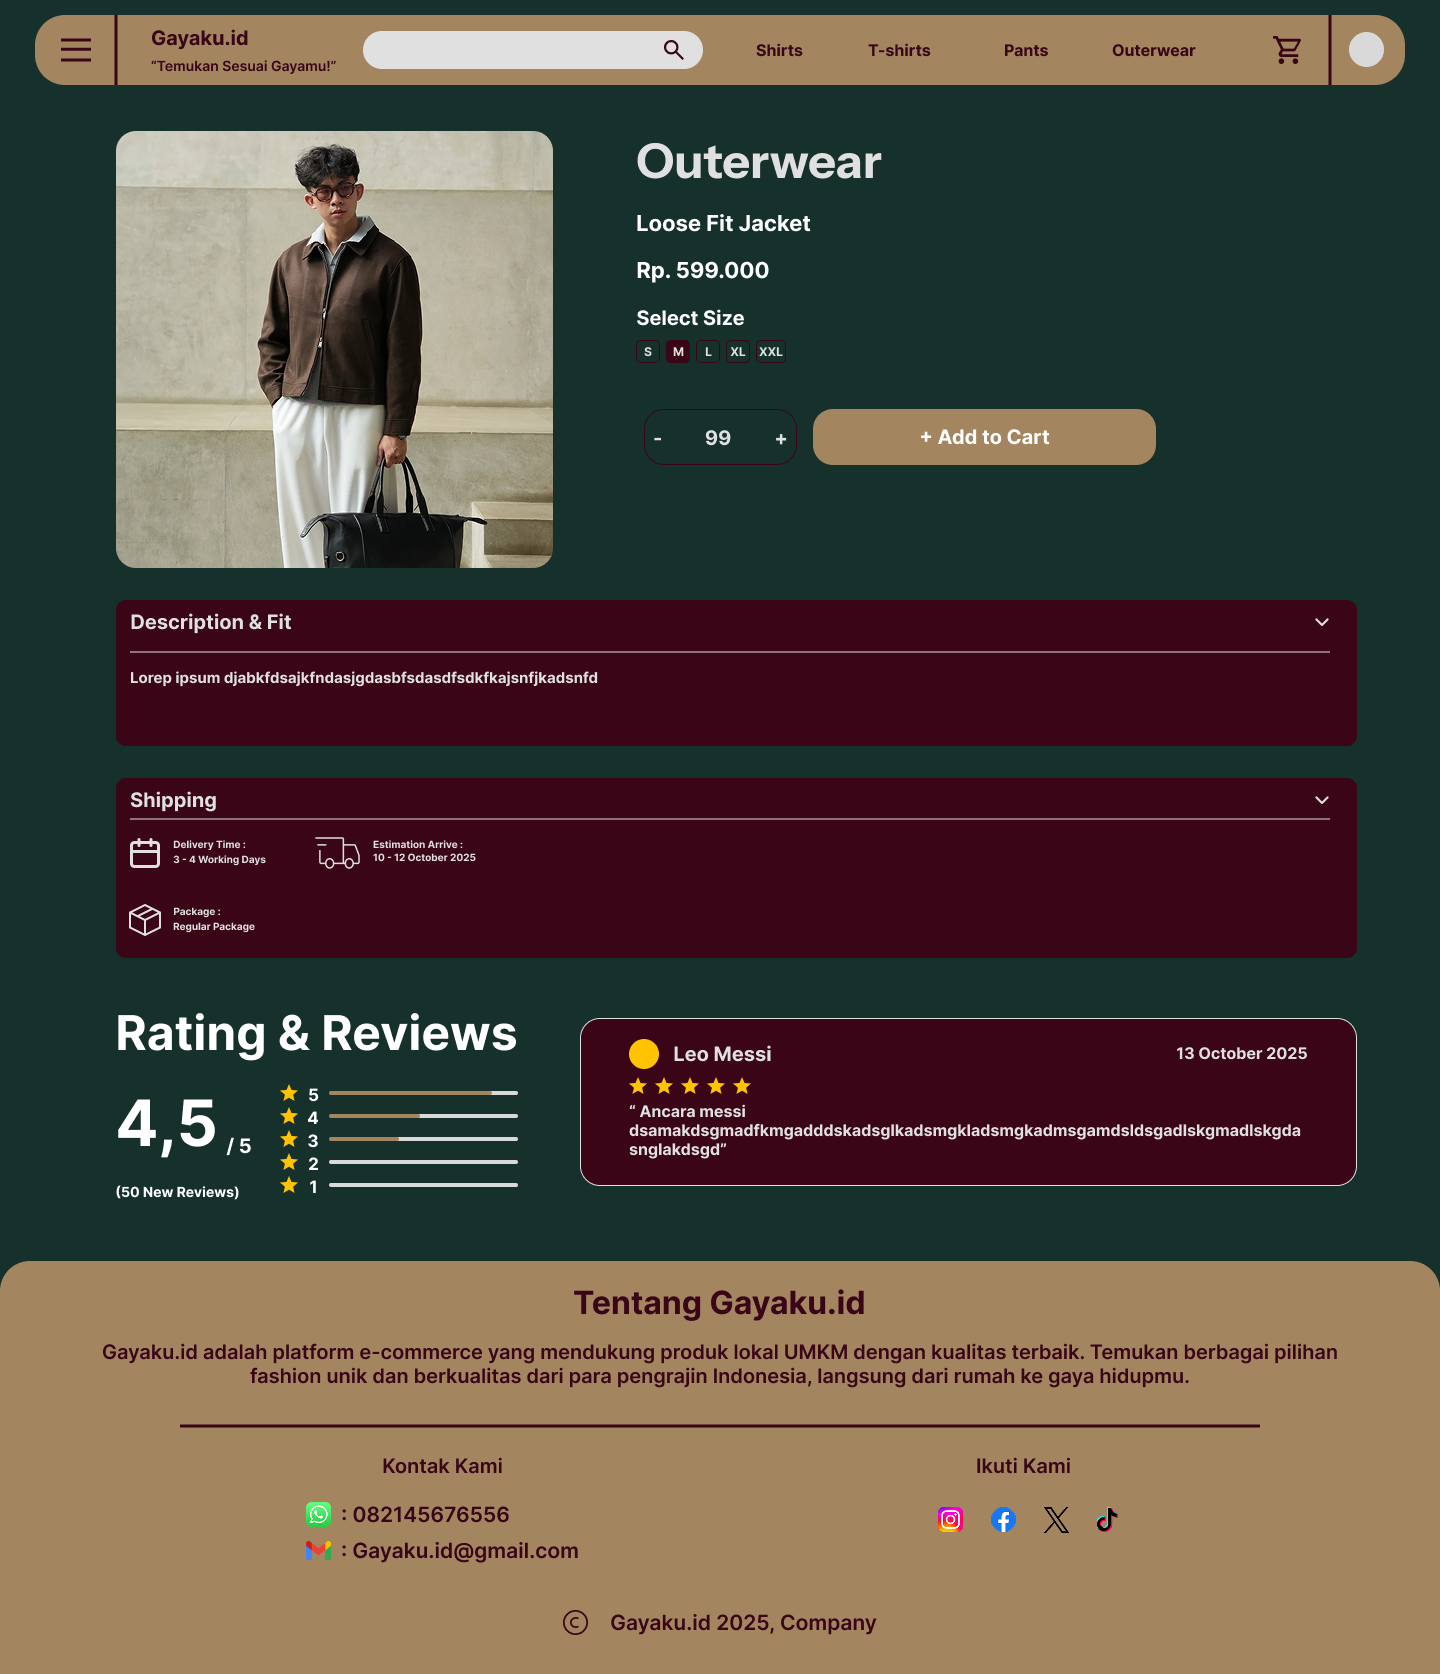 Gayaku.id
“Temukan Sesuai Gayamu!”
Shirts
T-shirts
Pants
Outerwear
Outerwear
Loose Fit Jacket
Rp. 599.000
Select Size
S M L XL XXL
- 99 +
+ Add to Cart
Description & Fit
Lorep ipsum djabkfdsajkfndasjgdasbfsdasdfsdkfkajsnfjkadsnfd
Shipping
Delivery Time :
3 - 4 Working Days
Estimation Arrive :
10 - 12 October 2025
Package :
Regular Package
Rating & Reviews
4,5 / 5
(50 New Reviews)
5
4
3
2
1
Leo Messi
13 October 2025
“ Ancara messi
dsamakdsgmadfkmgadddskadsglkadsmgkladsmgkadmsgamdsldsgadlskgmadlskgda
snglakdsgd”
Tentang Gayaku.id
Gayaku.id adalah platform e-commerce yang mendukung produk lokal UMKM dengan kualitas terbaik. Temukan berbagai pilihan
fashion unik dan berkualitas dari para pengrajin Indonesia, langsung dari rumah ke gaya hidupmu.
Kontak Kami
: 082145676556
: Gayaku.id@gmail.com
Ikuti Kami
© Gayaku.id 2025, Company